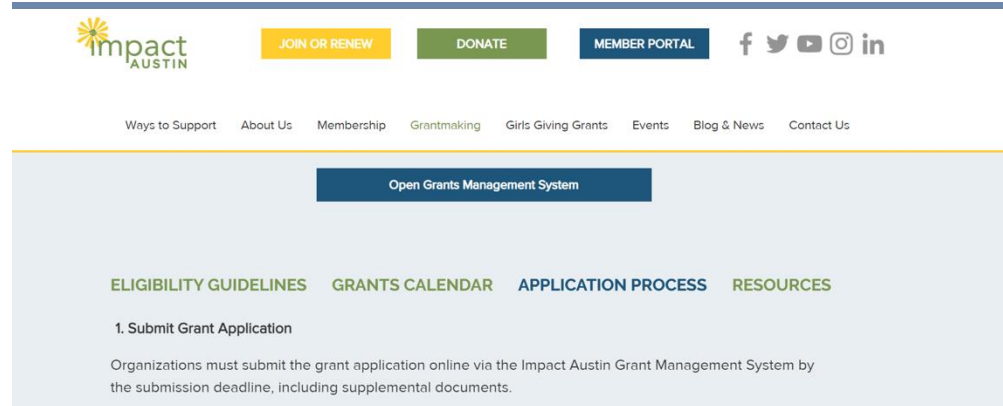 impact
AUSTIN
JOIN OR RENEW
DONATE
MEMBER PORTAL
Ways to Support About Us Membership Grantmaking Girls Giving Grants Events Blog & News Contact Us
Open Grants Management System
ELIGIBILITY GUIDELINES GRANTS CALENDAR APPLICATION PROCESS RESOURCES
1. Submit Grant Application
Organizations must submit the grant application online via the Impact Austin Grant Management System by
the submission deadline, including supplemental documents.